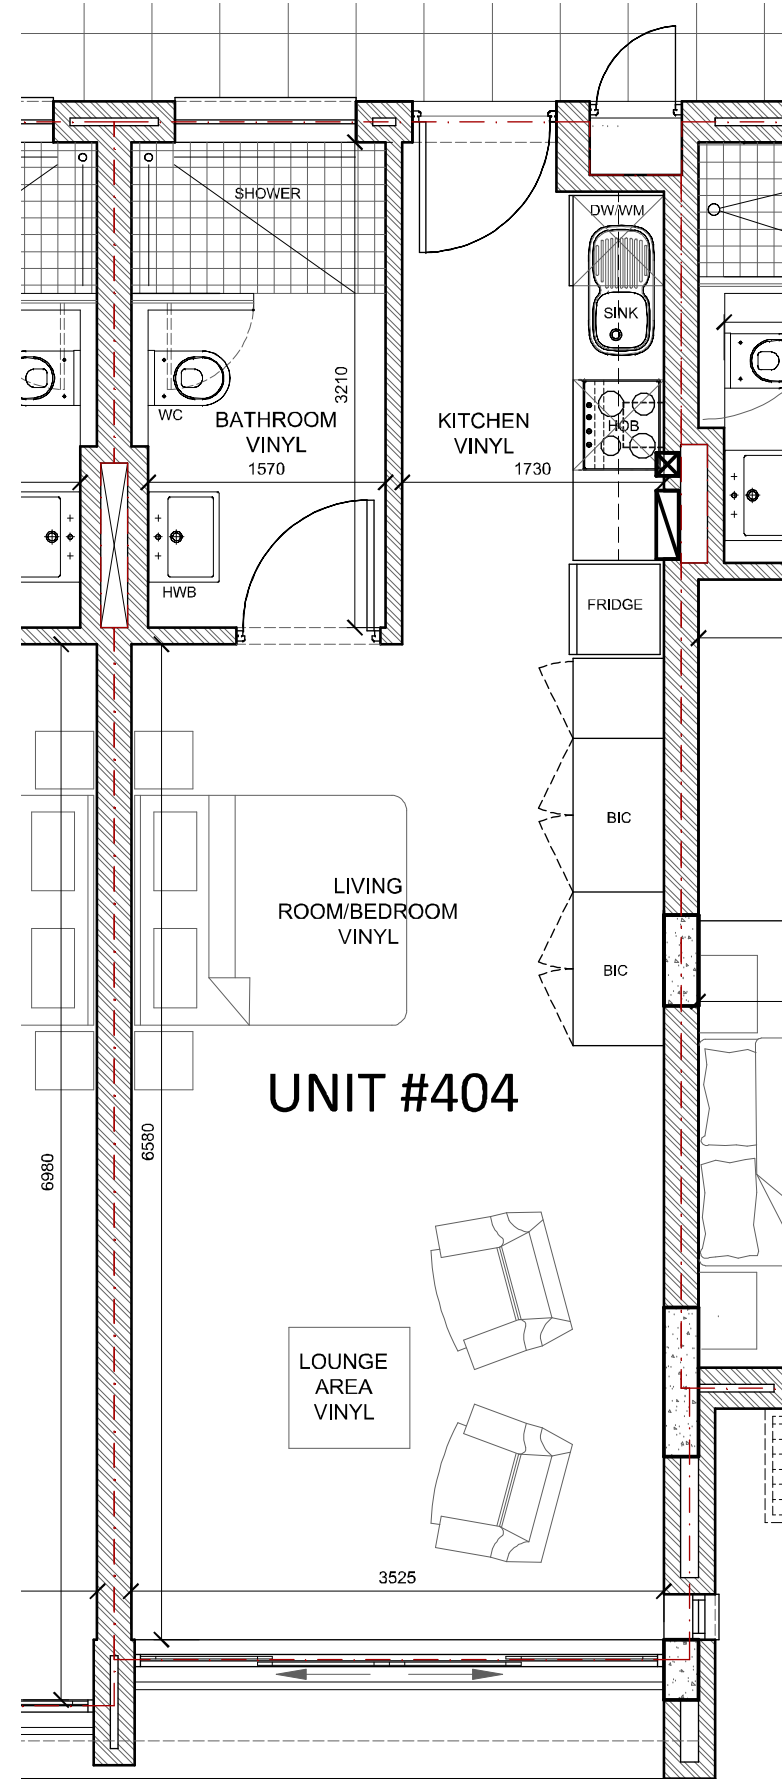 SHOWER
DW/WM
SINK
3210
WC
BATHROOM
VINYL
KITCHEN
VINYL
HOB
1570
1730
HWB
FRIDGE
BIC
LIVING
ROOM/BEDROOM
VINYL
BIC
UNIT #404
6980
6580
LOUNGE
AREA
VINYL
3525